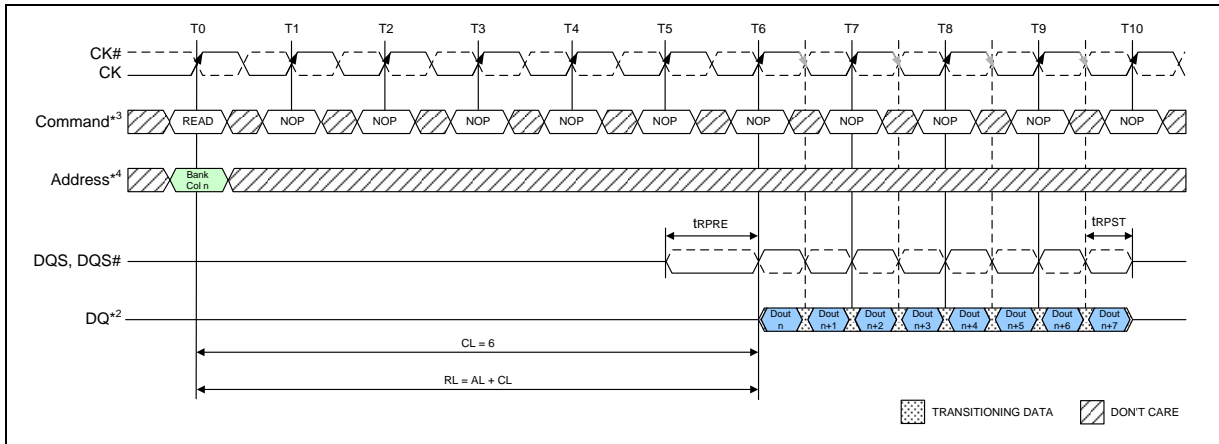 T0 T1 T2 T3 T4 T5 T6 T7 T8 T9 T10
CK#
CK
Command*3 READ NOP NOP NOP NOP NOP NOP NOP NOP NOP NOP
Address*4 Bank
Col n
tRPRE tRPST
DQS, DQS#
DQ*2 Dout Dout Dout Dout Dout Dout Dout Dout
n n+1 n+2 n+3 n+4 n+5 n+6 n+7
CL = 6
RL = AL + CL
TRANSITIONING DATA DON'T CARE